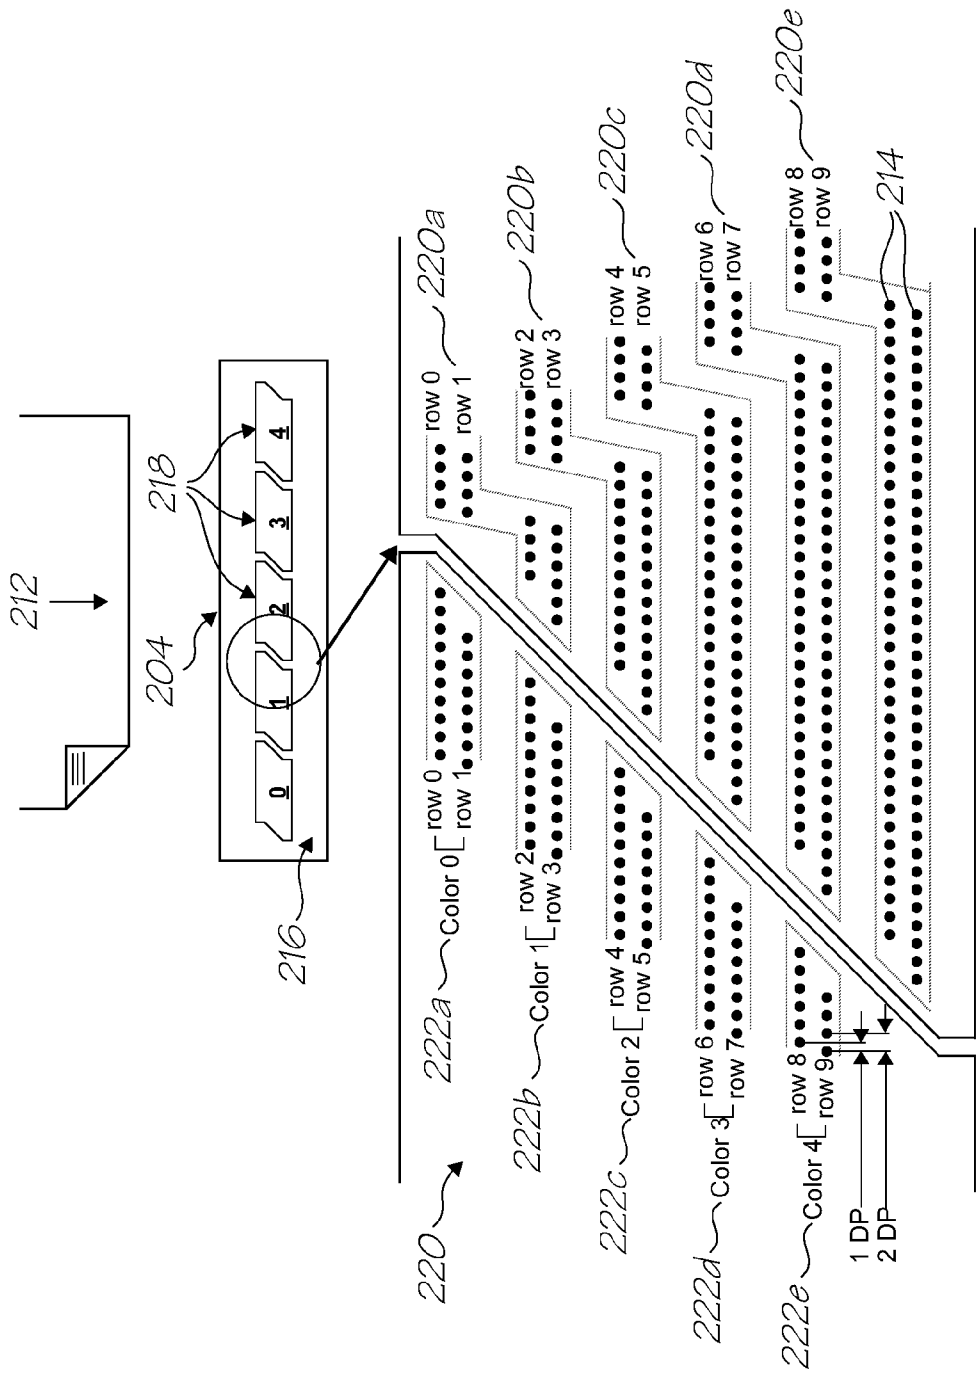 212
204
218
0
1
2
3
4
216
220
222a
Color 0
row 0
row 1
row 0
row 1
220a
222b
Color 1
row 2
row 3
row 2
row 3
220b
222c
Color 2
row 4
row 5
row 4
row 5
220c
222d
Color 3
row 6
row 7
row 6
row 7
220d
222e
Color 4
row 8
row 9
row 8
row 9
220e
214
1 DP
2 DP